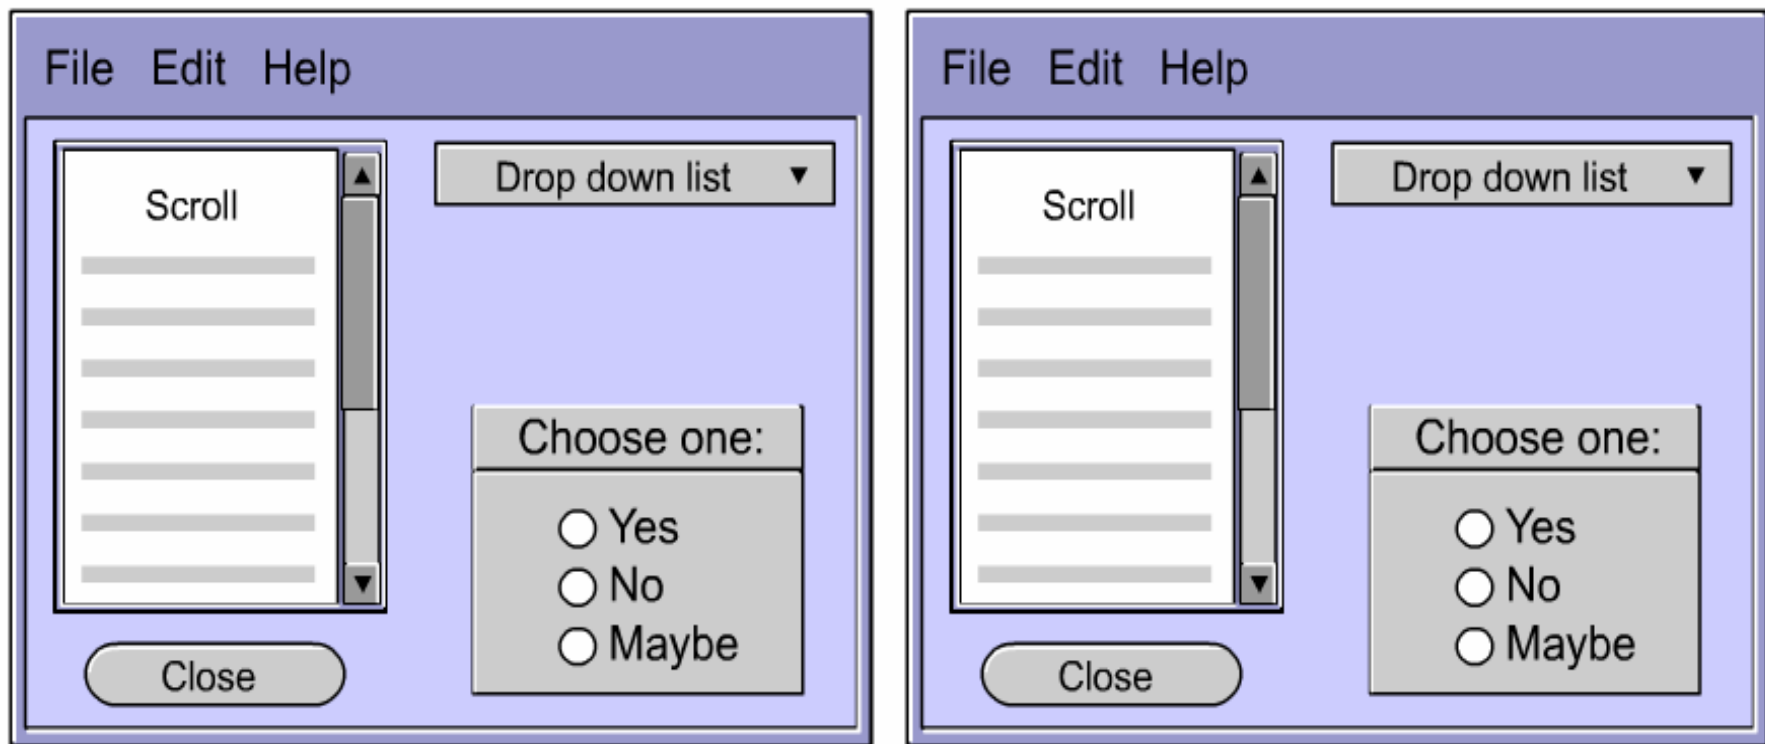 File Edit Help
Scroll
Drop down list ▼
Choose one:
Yes
No
Maybe
Close
File Edit Help
Scroll
Drop down list ▼
Choose one:
Yes
No
Maybe
Close